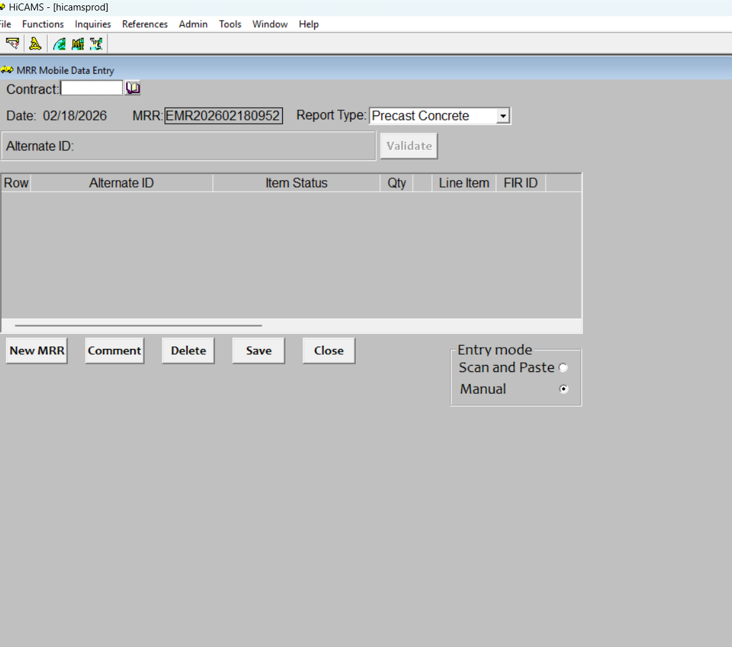 HiCAMS - [hicamsprod]
File Functions Inquiries References Admin Tools Window Help
MRR Mobile Data Entry
Contract:
Date: 02/18/2026 MRR: EMR202602180952 Report Type: Precast Concrete
Alternate ID: Validate
Row Alternate ID Item Status Qty Line Item FIR ID
New MRR Comment Delete Save Close
Entry mode
Scan and Paste
Manual